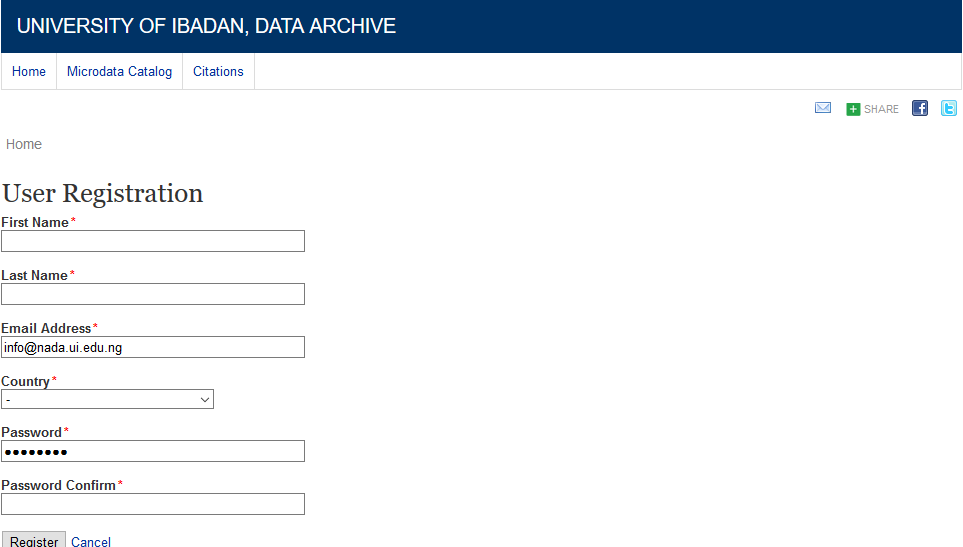 UNIVERSITY OF IBADAN, DATA ARCHIVE
Home Microdata Catalog Citations
SHARE
Home
User Registration
First Name*
Last Name*
Email Address*
info@nada.ui.edu.ng
Country*
-
Password*
••••••••
Password Confirm*
Register Cancel